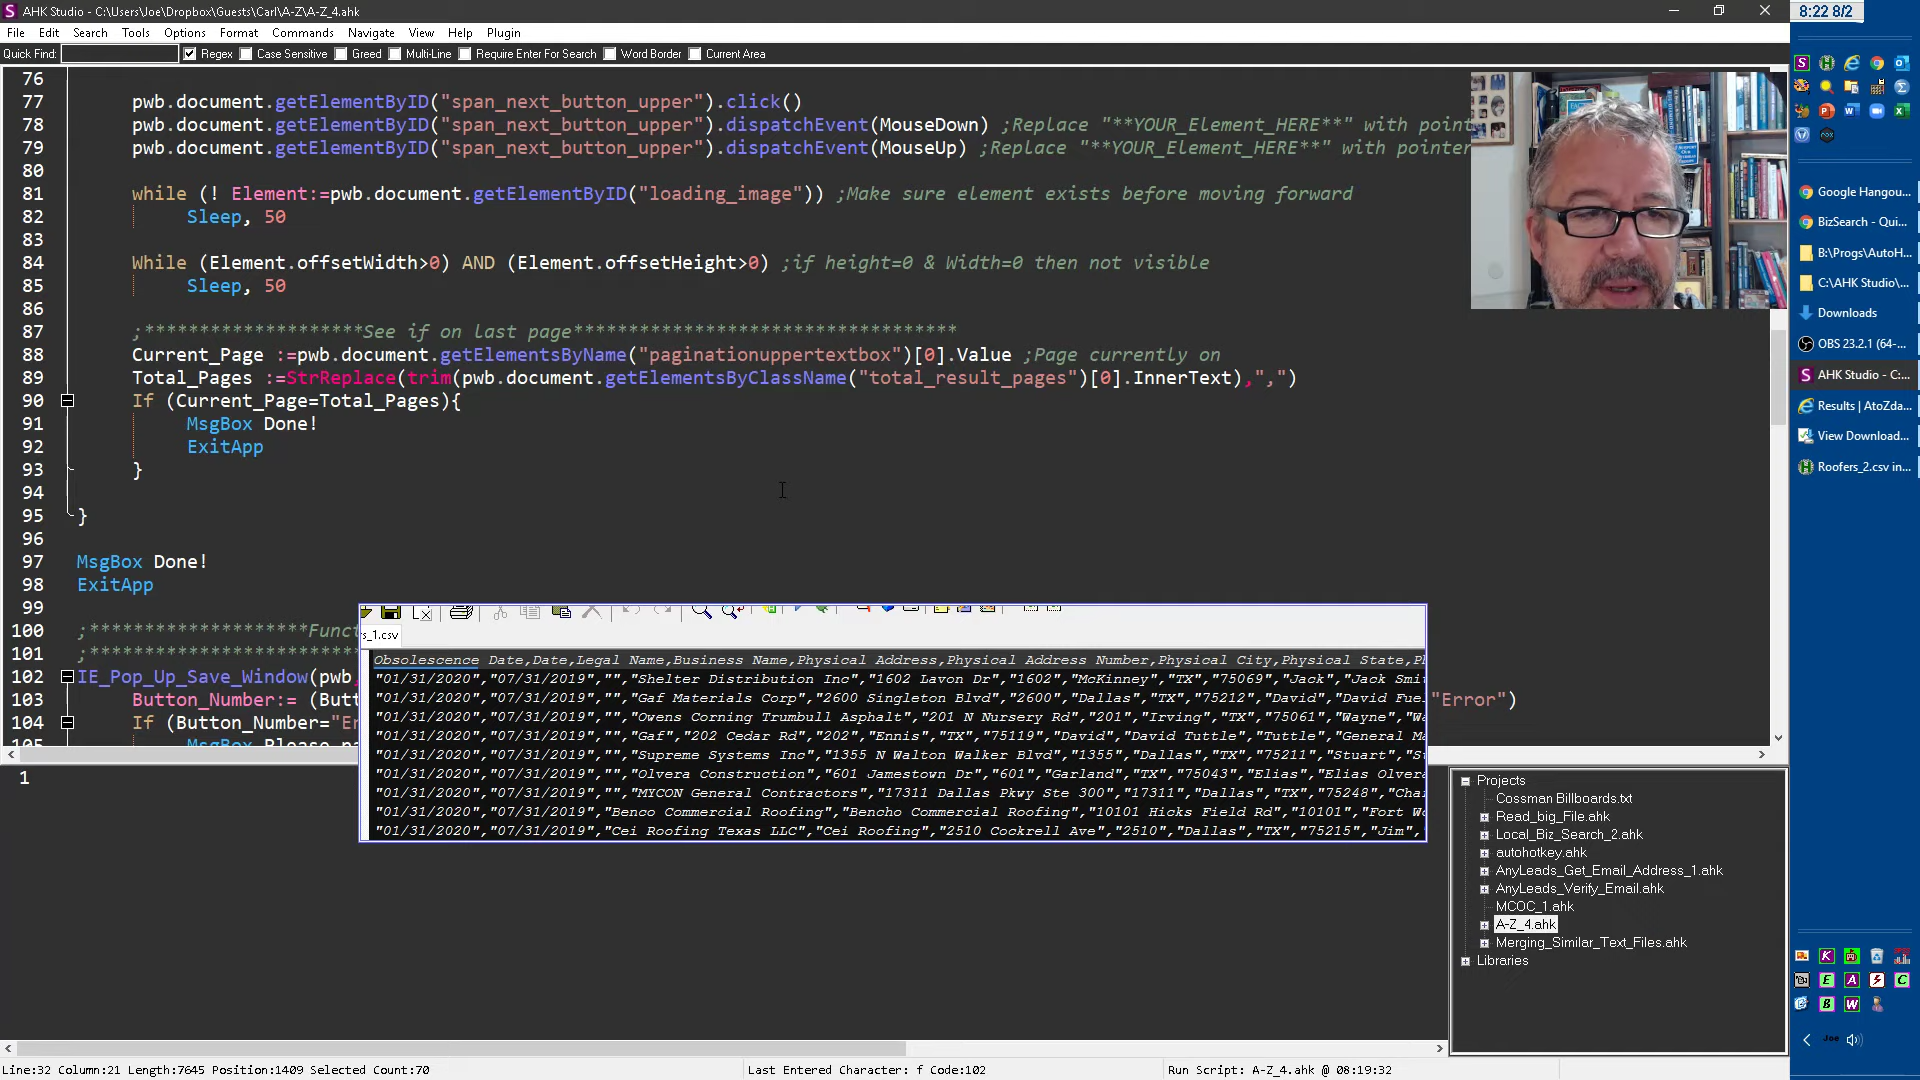 AHK Studio - C:\Users\Joe\Dropbox\Guests\Carl\A-Z\A-Z_4.ahk
8:22 8/2
File Edit Search Tools Options Format Commands Navigate View Help Plugin
Quick Find: Regex Case Sensitive Greed Multi-Line Require Enter For Search Word Border Current Area
76
77 pwb.document.getElementByID("span_next_button_upper").click()
78 pwb.document.getElementByID("span_next_button_upper").dispatchEvent(MouseDown) ;Replace "**YOUR_Element_HERE**" with point
79 pwb.document.getElementByID("span_next_button_upper").dispatchEvent(MouseUp) ;Replace "**YOUR_Element_HERE**" with pointer
80
81 while (! Element:=pwb.document.getElementByID("loading_image")) ;Make sure element exists before moving forward
82 Sleep, 50
83
84 While (Element.offsetWidth>0) AND (Element.offsetHeight>0) ;if height=0 & Width=0 then not visible
85 Sleep, 50
86
87 ;********************See if on last page***********************************
88 Current_Page :=pwb.document.getElementsByName("paginationuppertextbox")[0].Value ;Page currently on
89 Total_Pages :=StrReplace(trim(pwb.document.getElementsByClassName("total_result_pages")[0].InnerText),",")
90 If (Current_Page=Total_Pages){
91 MsgBox Done!
92 ExitApp
93 }
94
95 }
96
97 MsgBox Done!
98 ExitApp
99
100 ;********************Funct
101 ;********************
102 IE_Pop_Up_Save_Window(pwb
103 Button_Number:= (Butt "Error")
104 If (Button_Number="Er
105 MsgBox Please pa
s_1.csv
Obsolescence Date,Date,Legal Name,Business Name,Physical Address,Physical Address Number,Physical City,Physical State,Ph
"01/31/2020","07/31/2019","","Shelter Distribution Inc","1602 Lavon Dr","1602","McKinney","TX","75069","Jack","Jack Smi
"01/31/2020","07/31/2019","","Gaf Materials Corp","2600 Singleton Blvd","2600","Dallas","TX","75212","David","David Fue
"01/31/2020","07/31/2019","","Owens Corning Trumbull Asphalt","201 N Nursery Rd","201","Irving","TX","75061","Wayne","Wa
"01/31/2020","07/31/2019","","Gaf","202 Cedar Rd","202","Ennis","TX","75119","David","David Tuttle","Tuttle","General Ma
"01/31/2020","07/31/2019","","Supreme Systems Inc","1355 N Walton Walker Blvd","1355","Dallas","TX","75211","Stuart","S
"01/31/2020","07/31/2019","","Olvera Construction","601 Jamestown Dr","601","Garland","TX","75043","Elias","Elias Olvera
"01/31/2020","07/31/2019","","MYCON General Contractors","17311 Dallas Pkwy Ste 300","17311","Dallas","TX","75248","Cha
"01/31/2020","07/31/2019","Benco Commercial Roofing","Bencho Commercial Roofing","10101 Hicks Field Rd","10101","Fort Wo
"01/31/2020","07/31/2019","Cei Roofing Texas LLC","Cei Roofing","2510 Cockrell Ave","2510","Dallas","TX","75215","Jim","
1
Projects
Cossman Billboards.txt
Read_big_File.ahk
Local_Biz_Search_2.ahk
autohotkey.ahk
AnyLeads_Get_Email_Address_1.ahk
AnyLeads_Verify_Email.ahk
MCOC_1.ahk
A-Z_4.ahk
Merging_Similar_Text_Files.ahk
Libraries
Google Hangou...
BizSearch - Qui...
B:\Progs\AutoH...
C:\AHK Studio\...
Downloads
OBS 23.2.1 (64-...
AHK Studio - C:...
Results | AtoZda...
View Download...
Roofers_2.csv in...
Joe
Line:32 Column:21 Length:7645 Position:1409 Selected Count:70
Last Entered Character: f Code:102
Run Script: A-Z_4.ahk @ 08:19:32